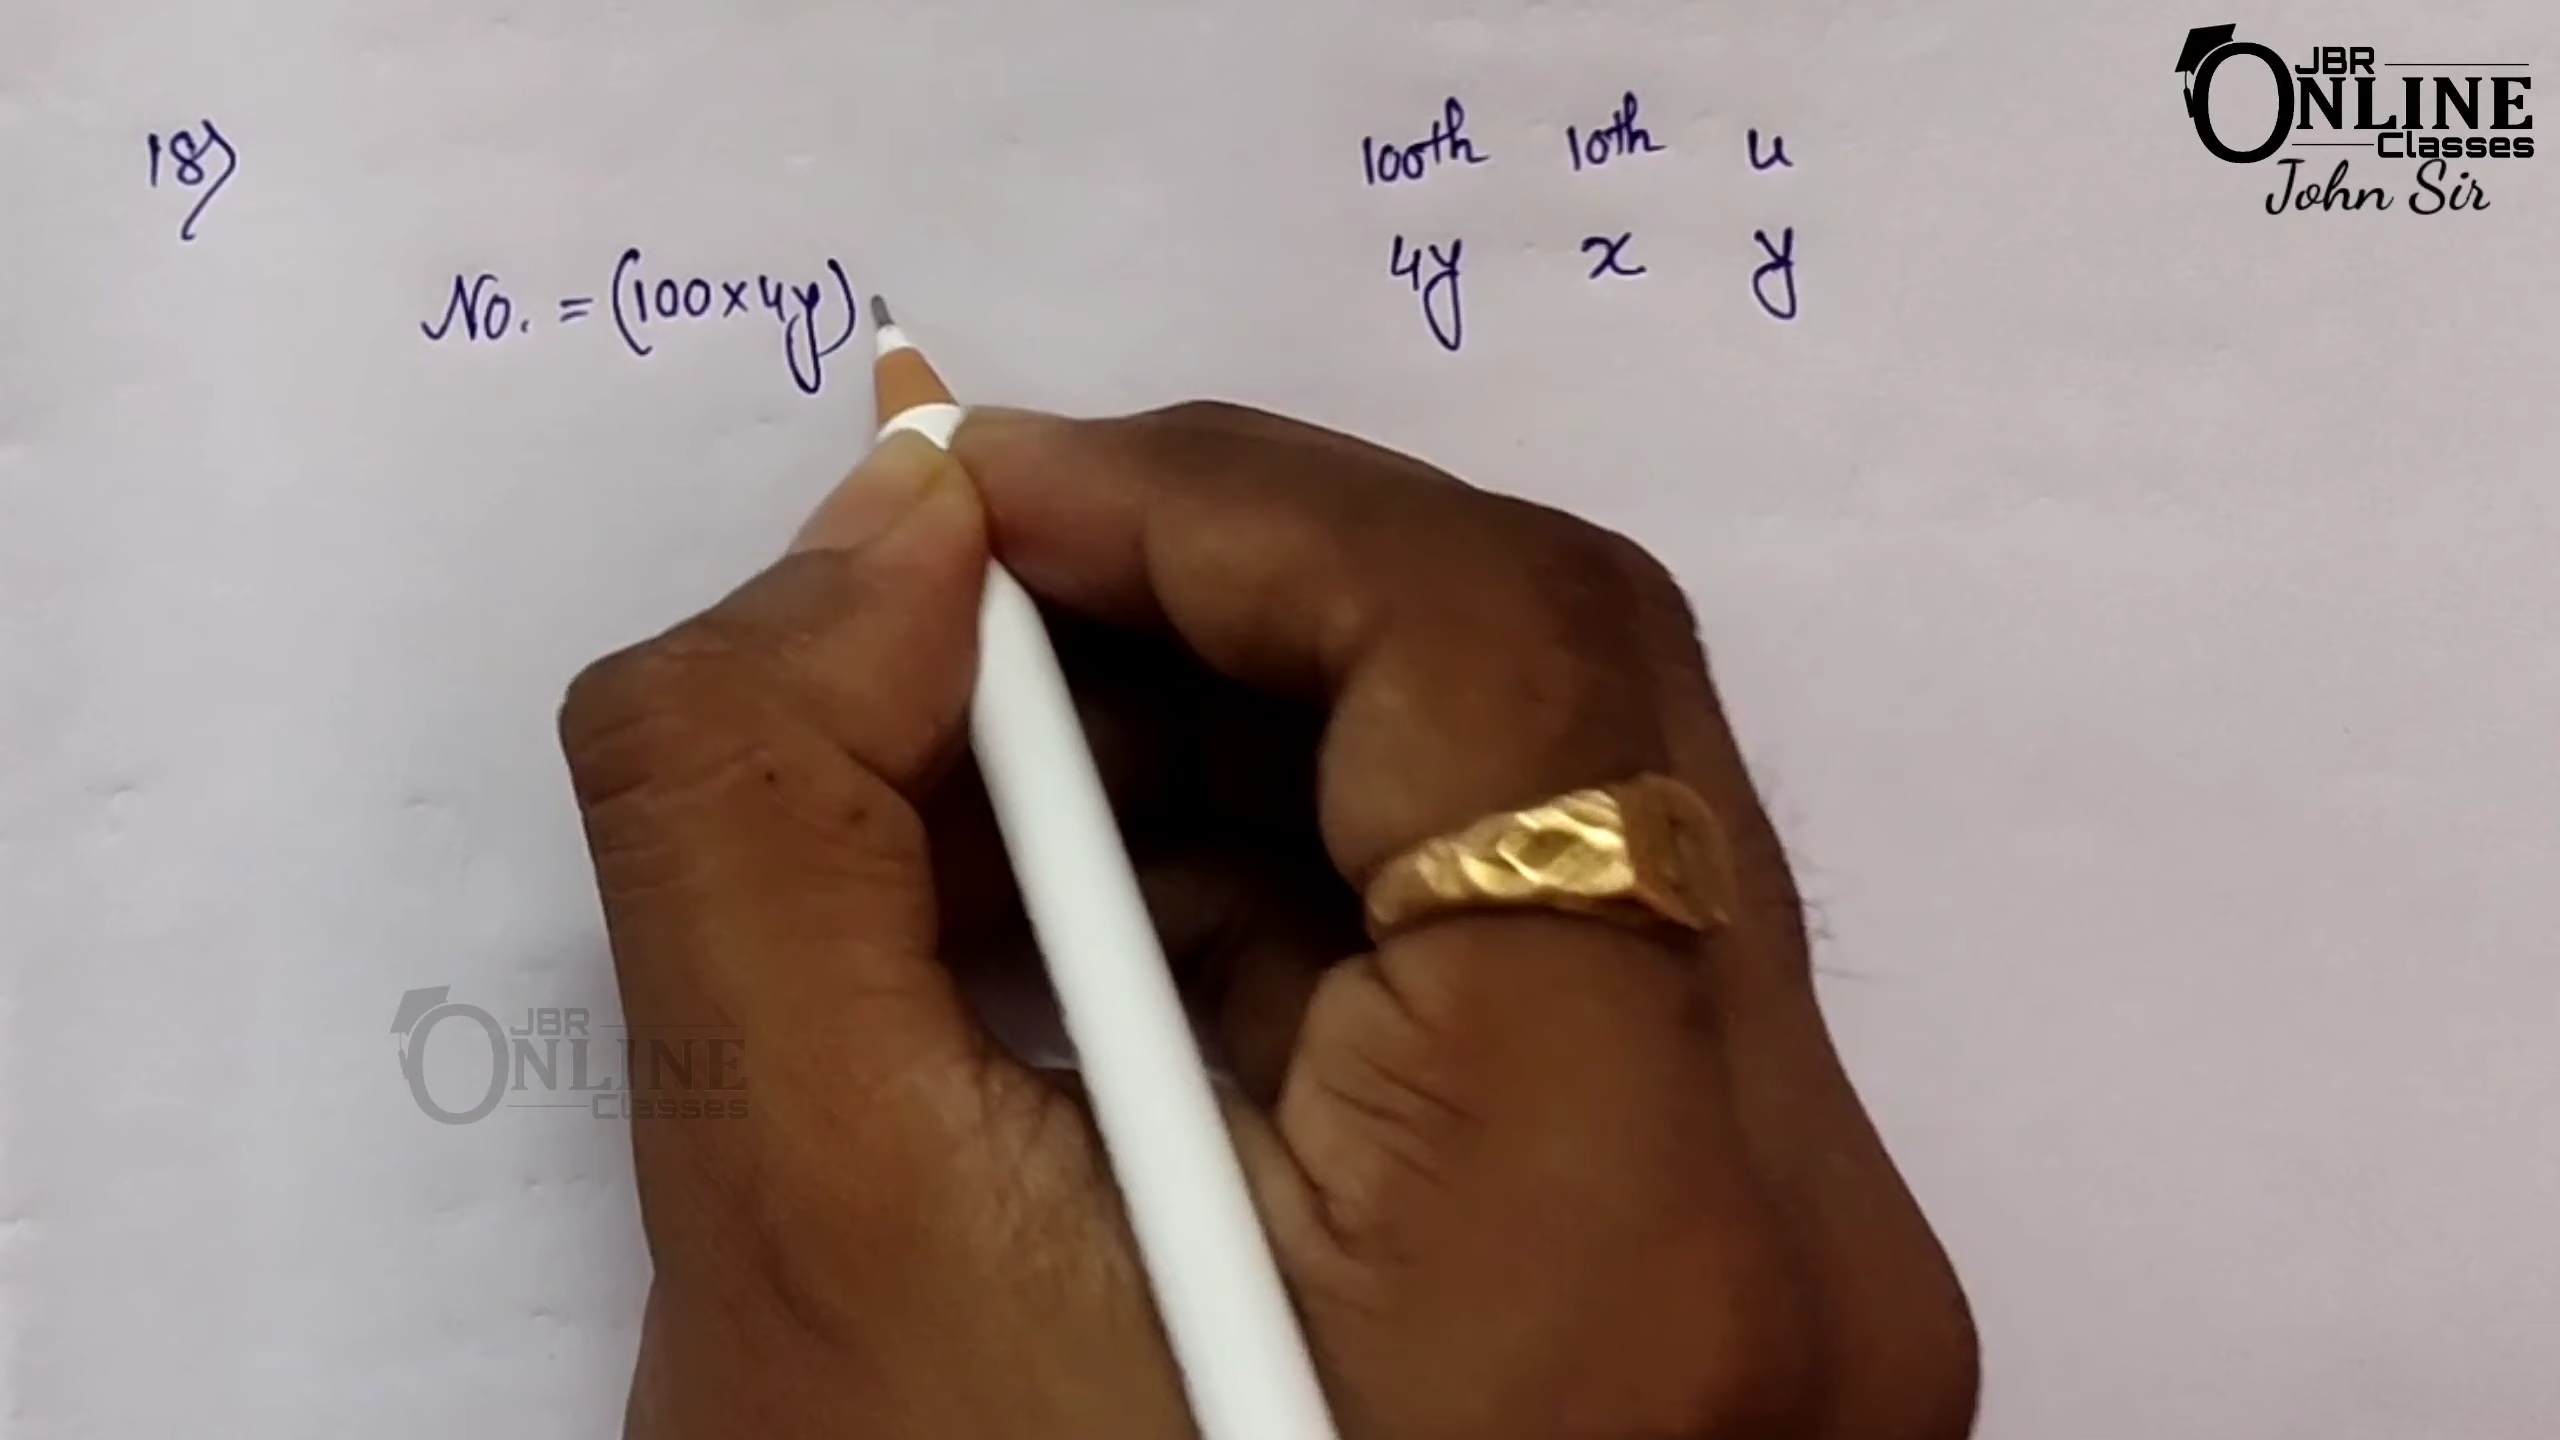 JBR
ONLINE
Classes
John Sir
18)
100th 10th u
4y x y
No. = (100×4y)
JBR
ONLINE
Classes